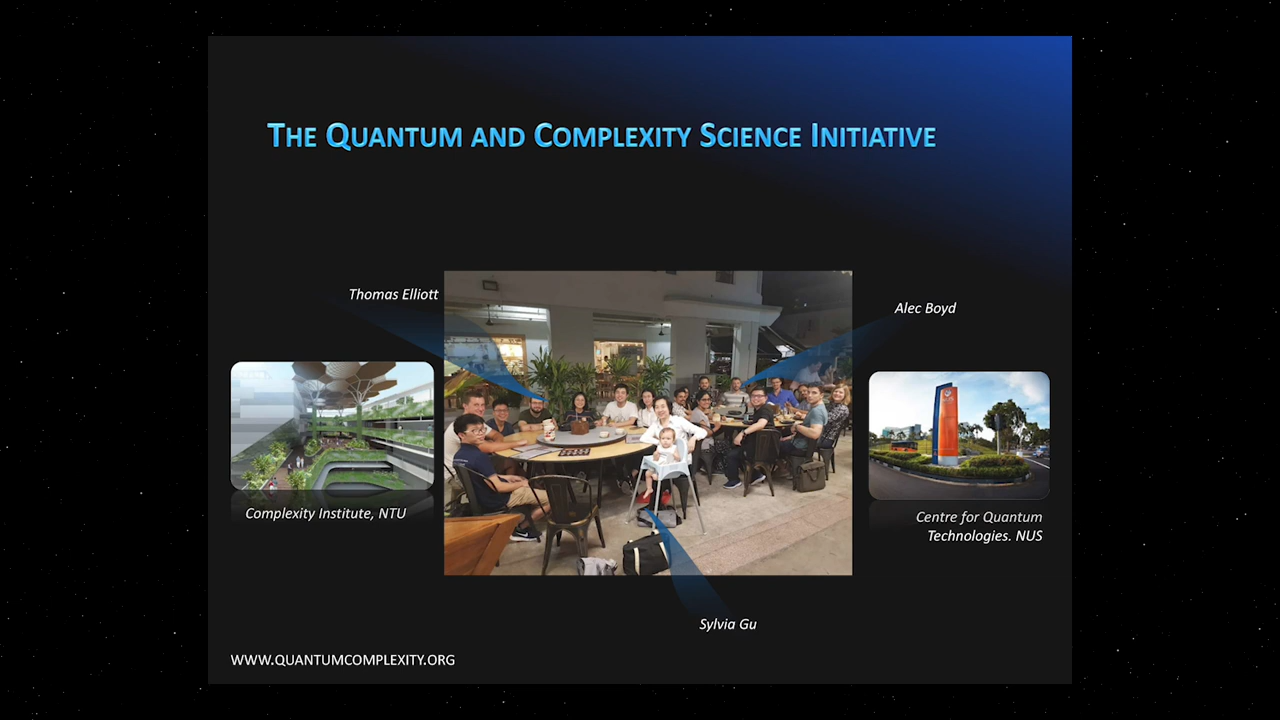 THE QUANTUM AND COMPLEXITY SCIENCE INITIATIVE
Thomas Elliott
Alec Boyd
Complexity Institute, NTU
Centre for Quantum
Technologies. NUS
Sylvia Gu
WWW.QUANTUMCOMPLEXITY.ORG